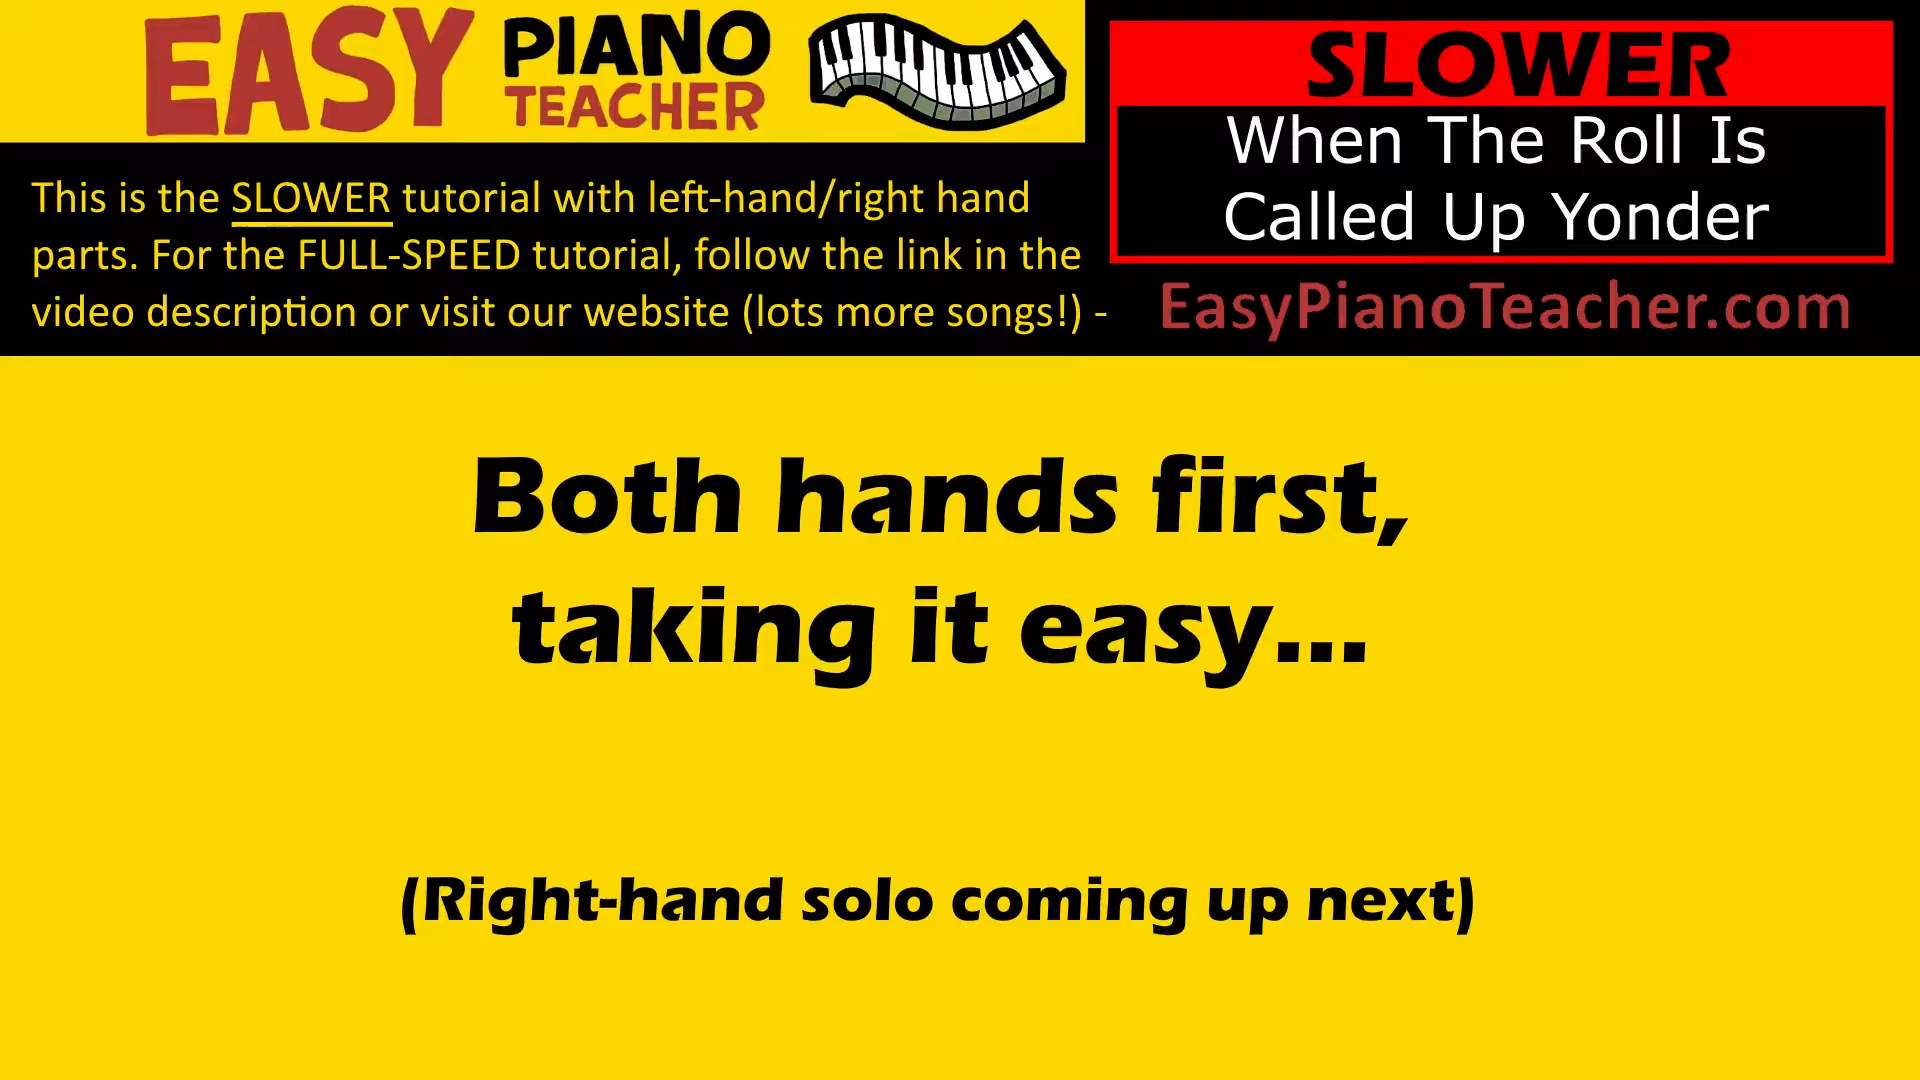 EASY PIANO TEACHER
This is the SLOWER tutorial with left-hand/right hand
parts. For the FULL-SPEED tutorial, follow the link in the
video description or visit our website (lots more songs!) -
SLOWER
When The Roll Is
Called Up Yonder
EasyPianoTeacher.com
Both hands first,
taking it easy...
(Right-hand solo coming up next)